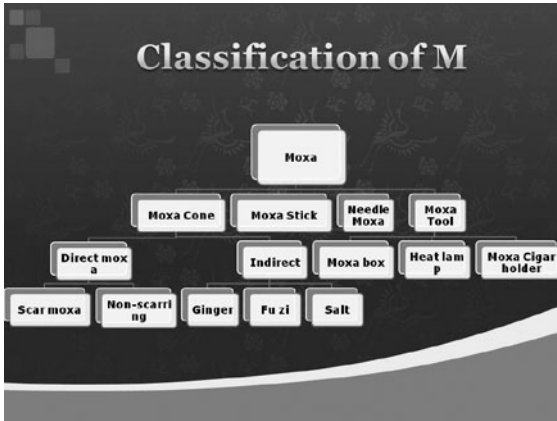 Classification of M
Moxa
Moxa Cone
Moxa Stick
Needle
Moxa
Moxa
Tool
Direct mox
a
Indirect
Moxa box
Heat lam
p
Moxa Cigar
holder
Scar moxa
Non-scarri
ng
Ginger
Fu zi
Salt